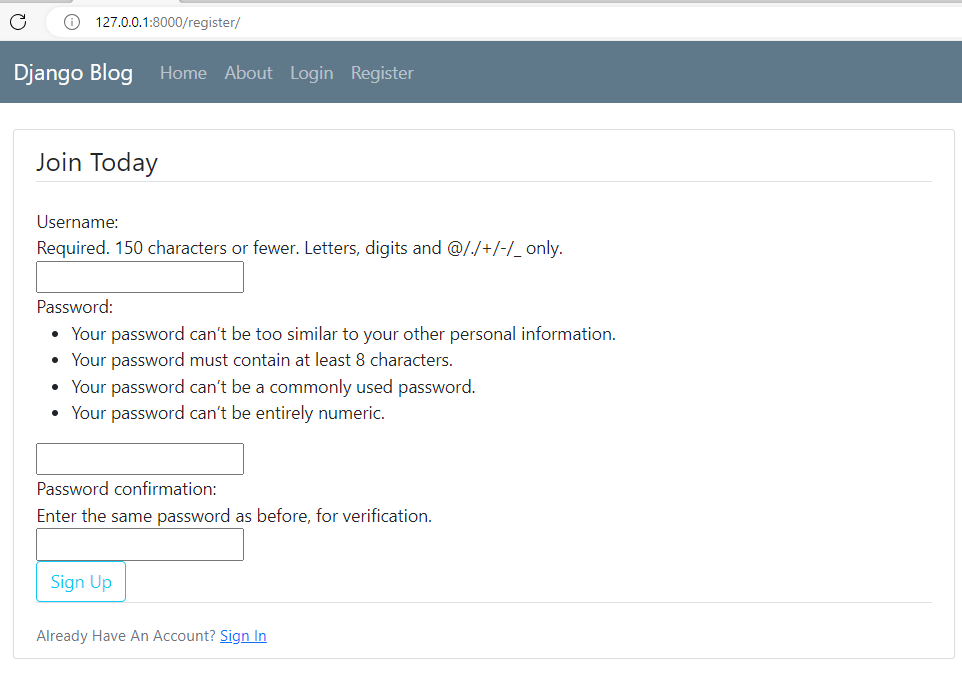 127.0.0.1:8000/register/
Django Blog Home About Login Register
Join Today
Username:
Required. 150 characters or fewer. Letters, digits and @/./+/-/_ only.
Password:
Your password can’t be too similar to your other personal information.
Your password must contain at least 8 characters.
Your password can’t be a commonly used password.
Your password can’t be entirely numeric.
Password confirmation:
Enter the same password as before, for verification.
Sign Up
Already Have An Account? Sign In